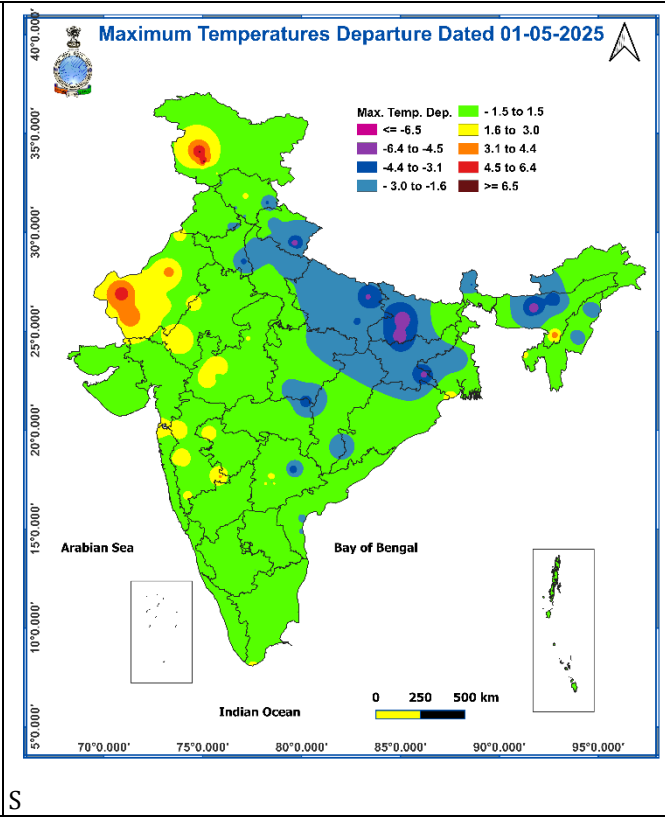 Maximum Temperatures Departure Dated 01-05-2025
Max. Temp. Dep.
<= -6.5
-6.4 to -4.5
-4.4 to -3.1
- 3.0 to -1.6
- 1.5 to 1.5
1.6 to 3.0
3.1 to 4.4
4.5 to 6.4
>= 6.5
40°0.000'
35°0.000'
30°0.000'
25°0.000'
20°0.000'
15°0.000'
10°0.000'
5°0.000'
Arabian Sea
Bay of Bengal
Indian Ocean
0 250 500 km
70°0.000' 75°0.000' 80°0.000' 85°0.000' 90°0.000' 95°0.000'
S